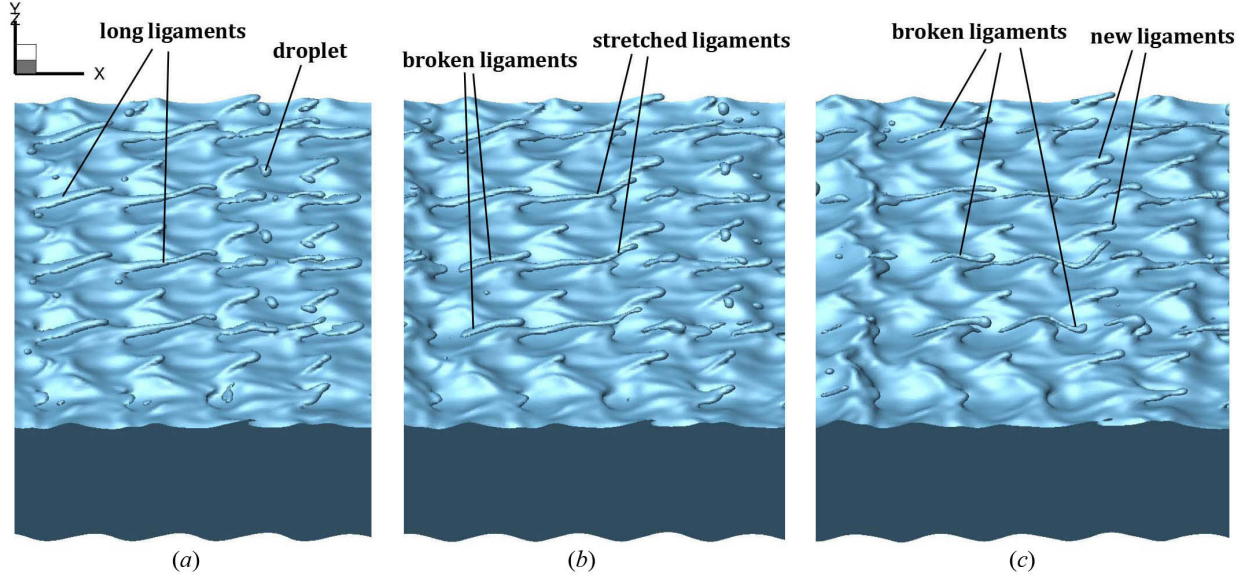 Y
Z
X
long ligaments
droplet
broken ligaments
stretched ligaments
broken ligaments
new ligaments
(a)
(b)
(c)